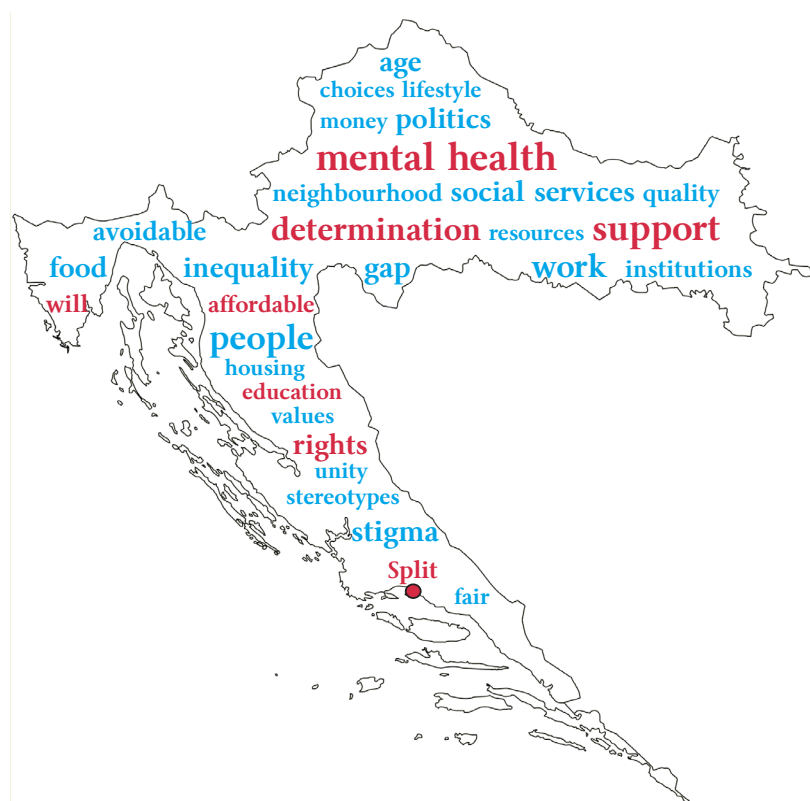 age
choices lifestyle
money politics
mental health
neighbourhood social services quality
avoidable determination resources support
food inequality gap work institutions
will affordable
people
housing
education
values
rights
unity
stereotypes
stigma
Split
fair